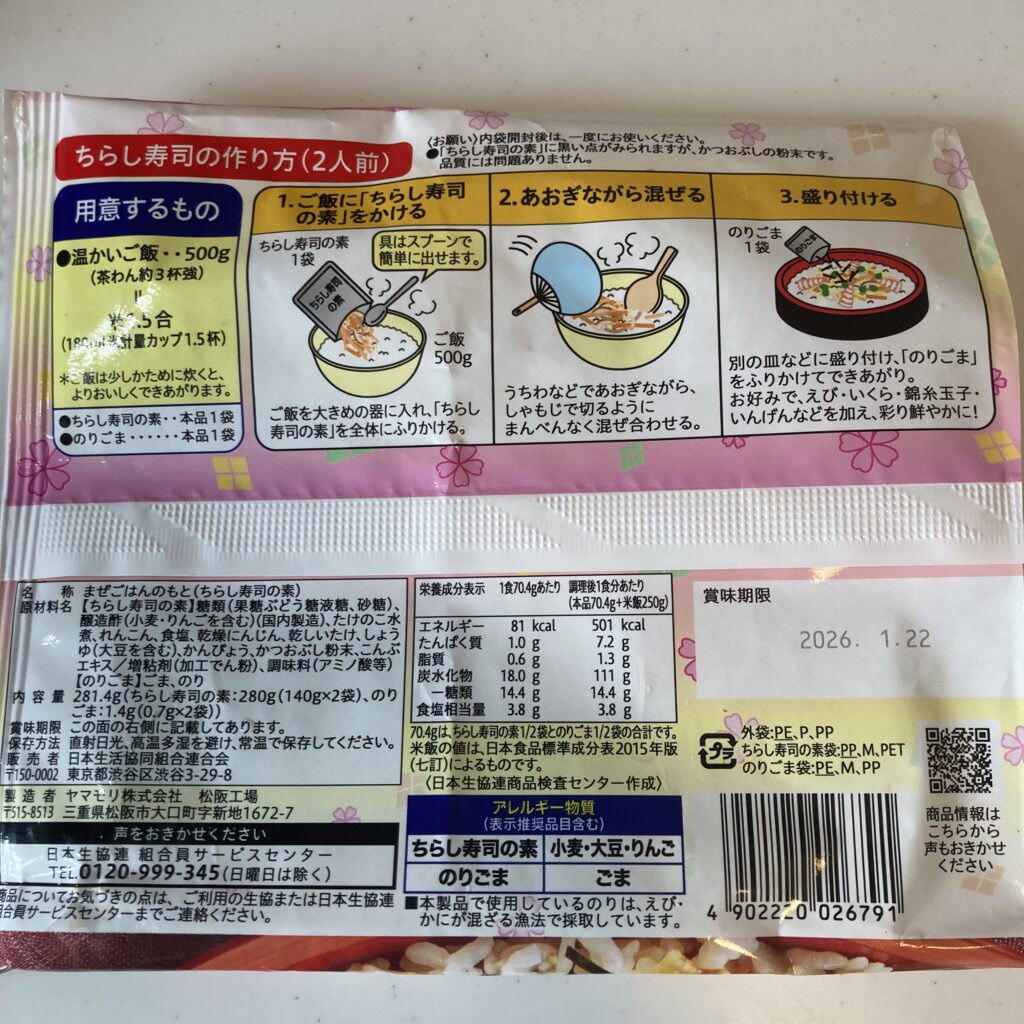 〈お願い〉内袋開封後は、一度にお使いください。
●「ちらし寿司の素」に黒い点がみられますが、かつおぶしの粉末です。
品質には問題ありません。
ちらし寿司の作り方(2人前)
用意するもの
●温かいご飯・・500g
(茶わん約3杯強)
=
米1.5合
(180ml米計量カップ1.5杯)
*ご飯は少しかために炊くと、
よりおいしくできあがります。
●ちらし寿司の素・・本品1袋
●のりごま・・・・・・本品1袋
1.ご飯に「ちらし寿司
の素」をかける
ちらし寿司の素
1袋
具はスプーンで
簡単に出せます。
ちらし寿司
の素
ご飯
500g
ご飯を大きめの器に入れ、「ちらし
寿司の素」を全体にふりかける。
2.あおぎながら混ぜる
うちわなどであおぎながら、
しゃもじで切るように
まんべんなく混ぜ合わせる。
3.盛り付ける
のりごま
1袋
のりごま
別の皿などに盛り付け、「のりごま」
をふりかけてできあがり。
お好みで、えび・いくら・錦糸玉子・
いんげんなどを加え、彩り鮮やかに!
名称 まぜごはんのもと(ちらし寿司の素)
原材料名 【ちらし寿司の素】糖類(果糖ぶどう糖液糖、砂糖)、
醸造酢(小麦・りんごを含む)(国内製造)、たけのこ水
煮、れんこん、食塩、乾燥にんじん、乾しいたけ、しょう
ゆ(大豆を含む)、かんぴょう、かつおぶし粉末、こんぶ
エキス/増粘剤(加工でん粉)、調味料(アミノ酸等)
【のりごま】ごま、のり
内容量 281.4g(ちらし寿司の素:280g(140g×2袋)、のり
ごま:1.4g(0.7g×2袋))
賞味期限 この面の右側に記載してあります。
保存方法 直射日光、高温多湿を避け、常温で保存してください。
販売者 日本生活協同組合連合会
〒150-0002 東京都渋谷区渋谷3-29-8
製造者 ヤマモリ株式会社 松阪工場
〒515-8513 三重県松阪市大口町字新地1672-7
声をおきかせください
日本生協連 組合員サービスセンター
TEL.0120-999-345(日曜日は除く)
商品についてお気づきの点は、ご利用の生協または日本生協連
組合員サービスセンターまでご連絡ください。
栄養成分表示 1食70.4gあたり 調理後1食分あたり
(本品70.4g+米飯250g)
エネルギー 81 kcal 501 kcal
たんぱく質 1.0 g 7.2 g
脂質 0.6 g 1.3 g
炭水化物 18.0 g 111 g
-糖類 14.4 g 14.4 g
食塩相当量 3.8 g 3.8 g
70.4gは、ちらし寿司の素1/2袋とのりごま1/2袋の合計です。
米飯の値は、日本食品標準成分表2015年版
(七訂)によるものです。
〈日本生協連商品検査センター作成〉
アレルギー物質
(表示推奨品目含む)
ちらし寿司の素 小麦・大豆・りんご
のりごま ごま
■本製品で使用しているのりは、えび・
かにが混ざる漁法で採取しています。
賞味期限
2026. 1.22
プラ
外袋:PE、P、PP
ちらし寿司の素袋:PP、M、PET
のりごま袋:PE、M、PP
商品情報は
こちらから
声もおきかせ
ください
4 902220 026791